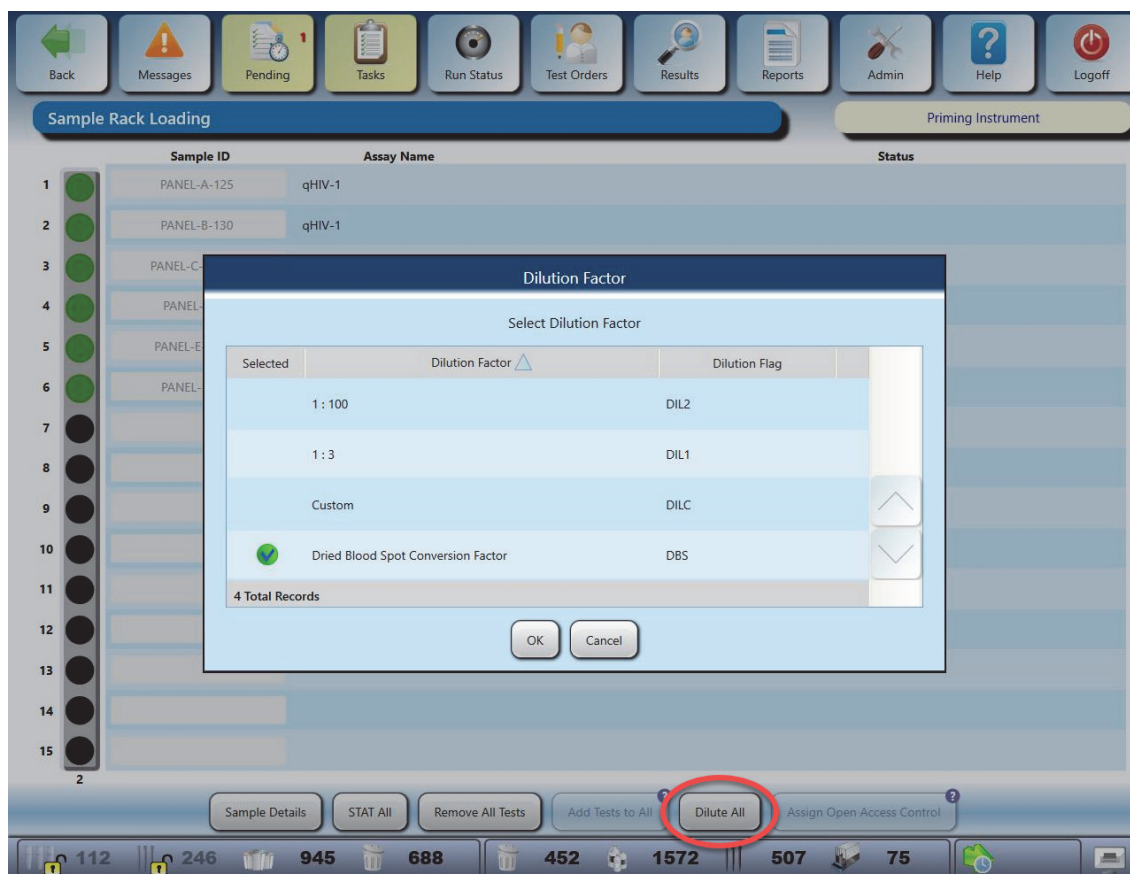 Back Messages Pending 1 Tasks Run Status Test Orders Results Reports Admin Help Logoff
Sample Rack Loading Priming Instrument
Sample ID Assay Name Status
1 PANEL-A-125 qHIV-1
2 PANEL-B-130 qHIV-1
3 PANEL-C-
Dilution Factor
4 PANEL-
Select Dilution Factor
5 PANEL-E
Selected Dilution Factor Dilution Flag
6 PANEL-
1 : 100 DIL2
7
1 : 3 DIL1
8
9 Custom DILC
10 Dried Blood Spot Conversion Factor DBS
11 4 Total Records
12 OK Cancel
13
14
15
2
Sample Details STAT All Remove All Tests Add Tests to All ? Dilute All Assign Open Access Control ?
112 246 945 688 452 1572 507 75